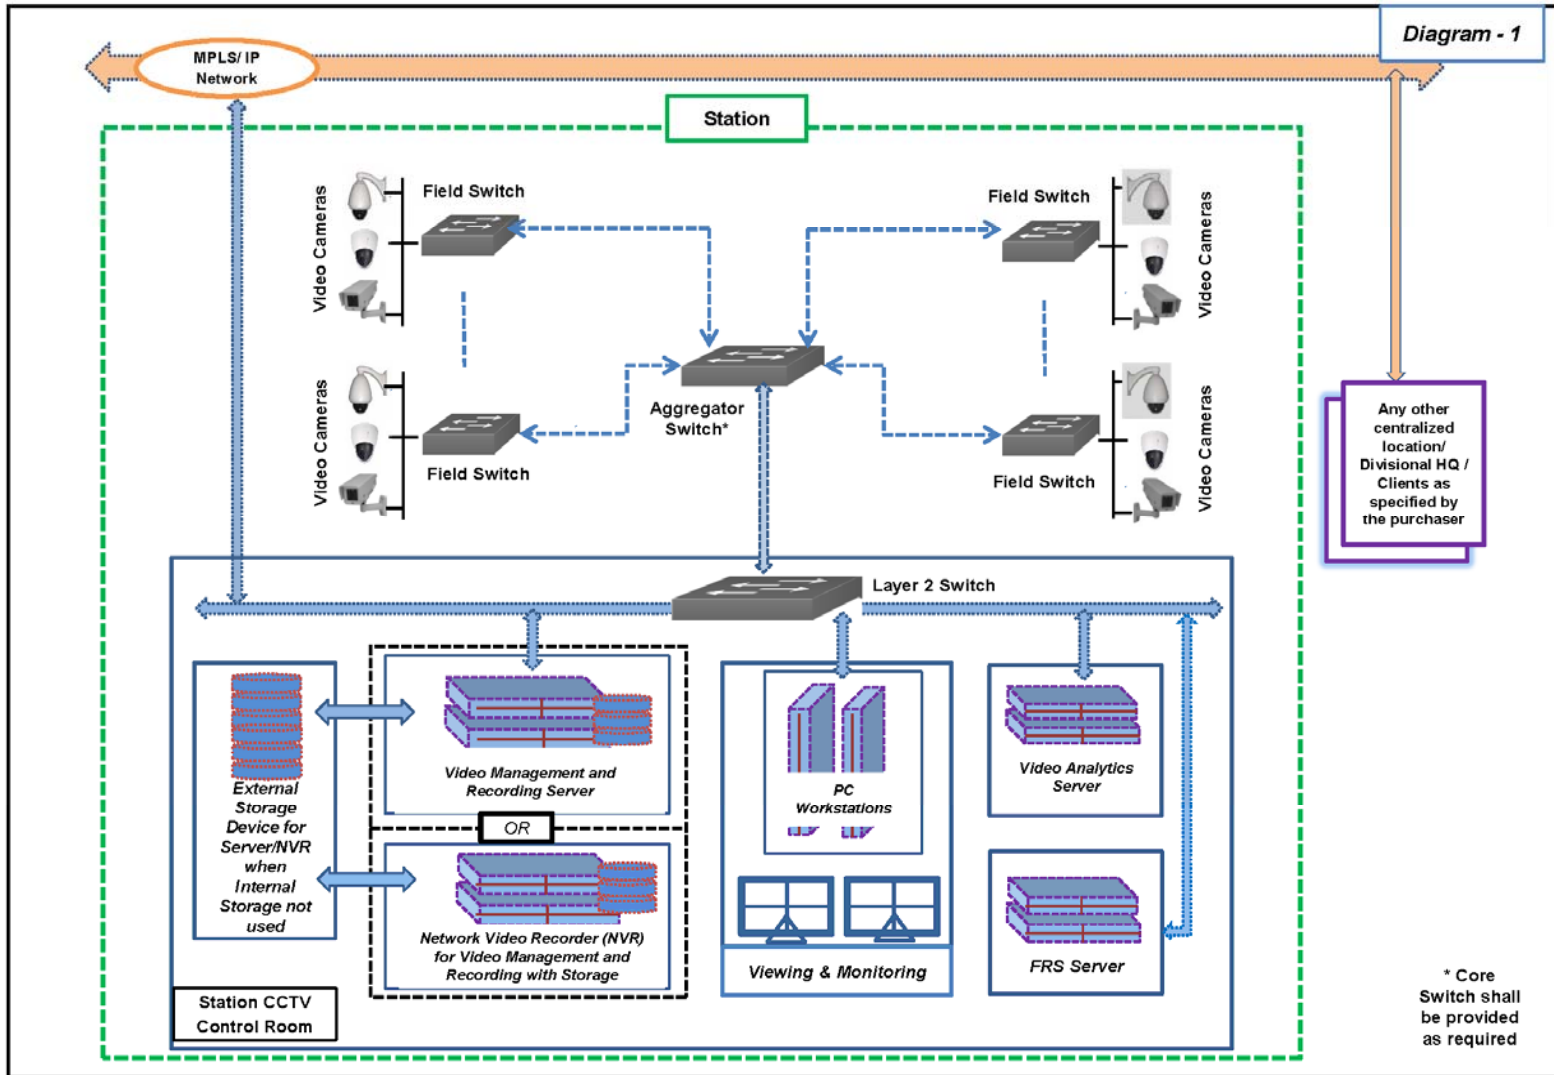 Diagram - 1
MPLS/ IP
Network
Station
Video Cameras
Field Switch
Field Switch
Video Cameras
Video Cameras
Field Switch
Aggregator
Switch*
Field Switch
Video Cameras
Any other
centralized
location/
Divisional HQ /
Clients as
specified by
the purchaser
Layer 2 Switch
External
Storage
Device for
Server/NVR
when
Internal
Storage not
used
Video Management and
Recording Server
OR
Network Video Recorder (NVR)
for Video Management and
Recording with Storage
PC
Workstations
Viewing & Monitoring
Video Analytics
Server
FRS Server
Station CCTV
Control Room
* Core
Switch shall
be provided
as required